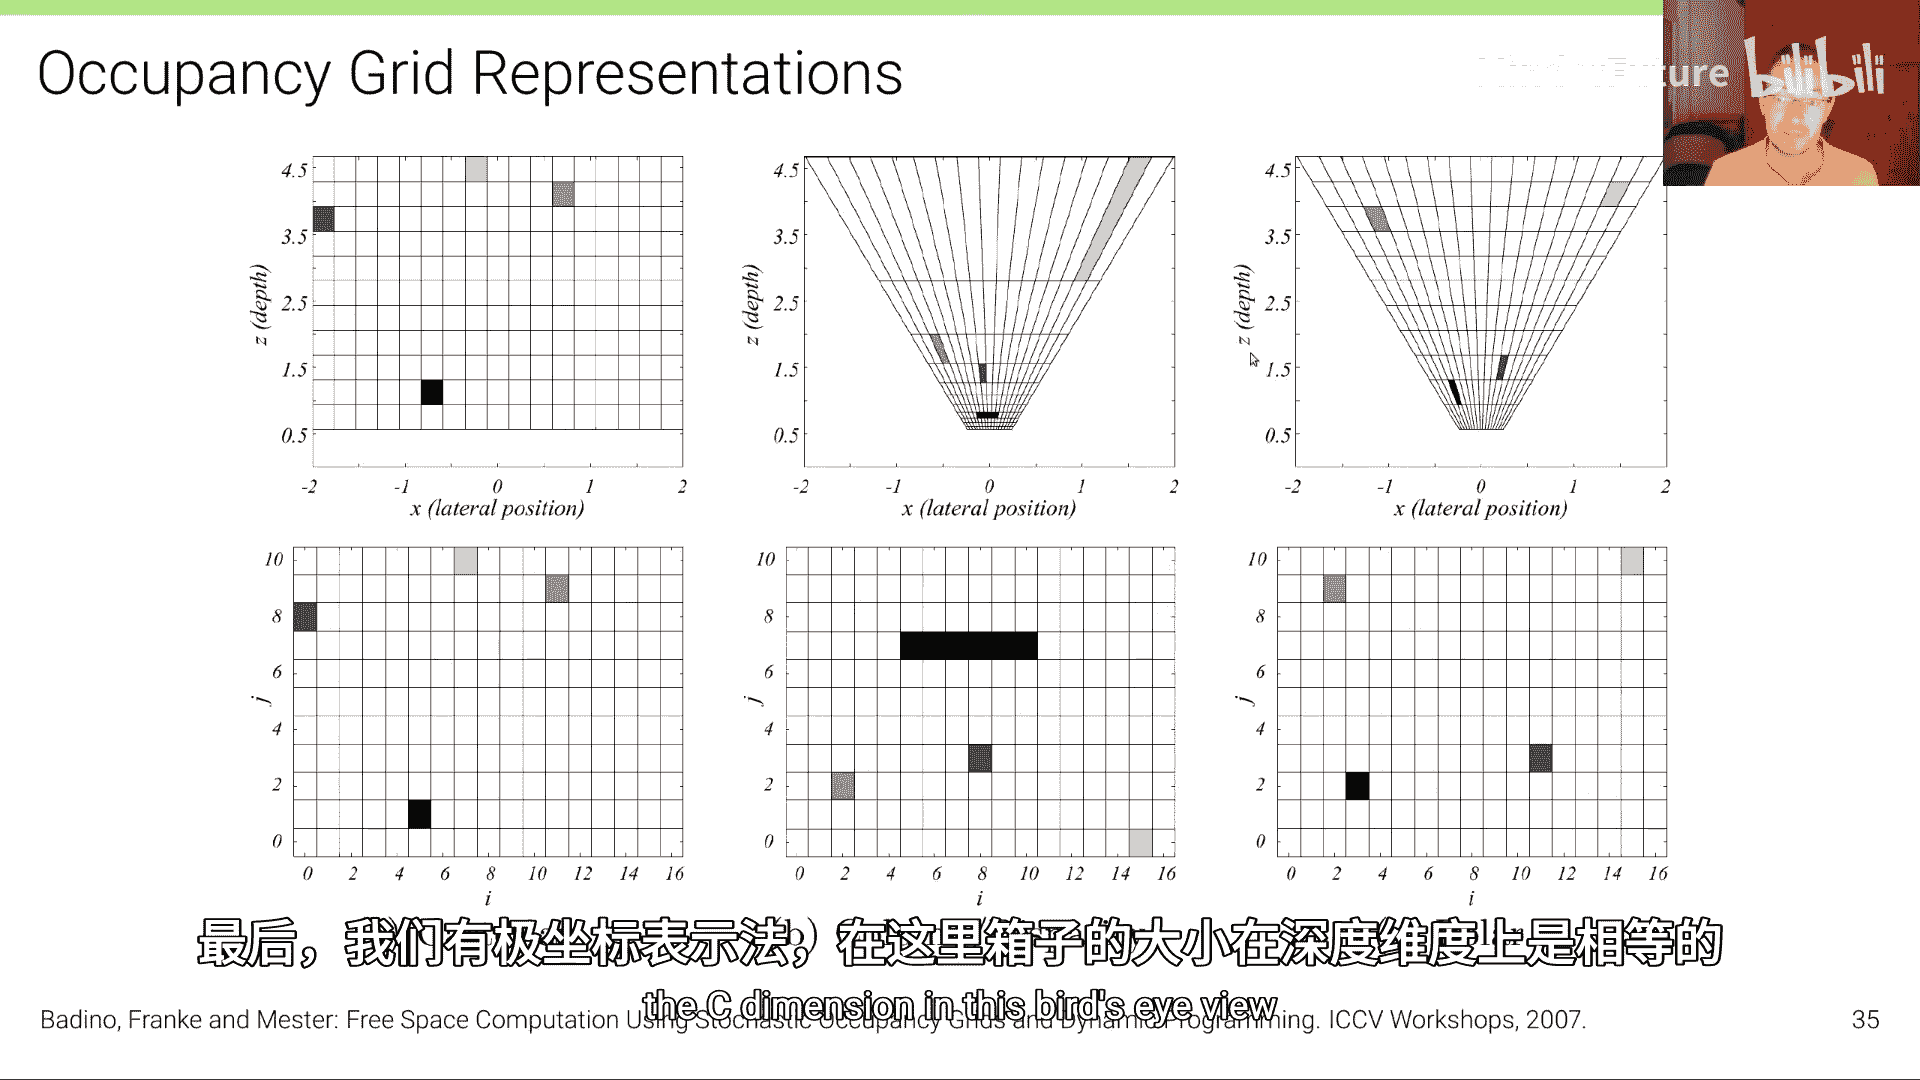 Occupancy Grid Representations
bilibili
4.5 3.5 2.5 1.5 0.5
z (depth)
-2 -1 0 1 2
x (lateral position)
4.5 3.5 2.5 1.5 0.5
z (depth)
-2 -1 0 1 2
x (lateral position)
4.5 3.5 2.5 1.5 0.5
z (depth)
-2 -1 0 1 2
x (lateral position)
10 8 6 4 2 0
j
0 2 4 6 8 10 12 14 16
i
10 8 6 4 2 0
j
0 2 4 6 8 10 12 14 16
i
10 8 6 4 2 0
j
0 2 4 6 8 10 12 14 16
i
最后，我们有极坐标表示法，在这里箱子的大小在深度维度上是相等的
the C dimension in this bird's eye view
Badino, Franke and Mester: Free Space Computation Using Stochastic Occupancy Grids and Dynamic Programming. ICCV Workshops, 2007.
35